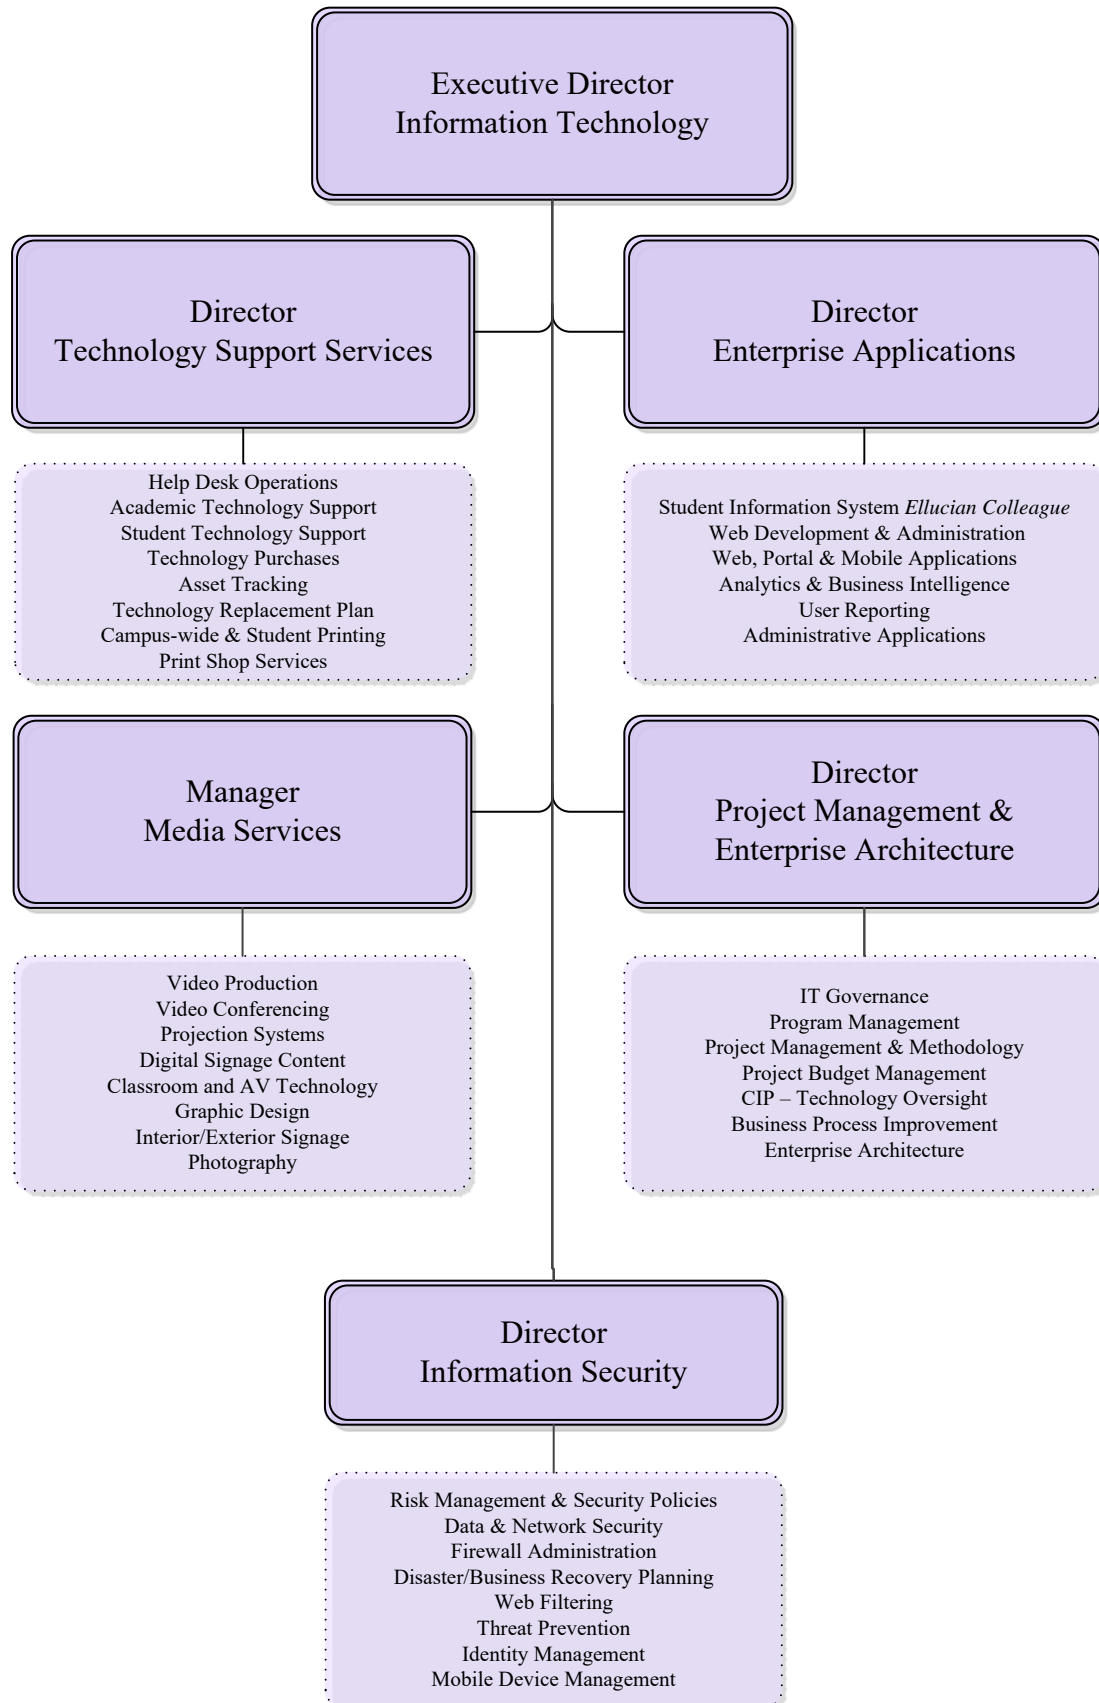 Executive Director
Information Technology
Director
Technology Support Services
Director
Enterprise Applications
Help Desk Operations
Academic Technology Support
Student Technology Support
Technology Purchases
Asset Tracking
Technology Replacement Plan
Campus-wide & Student Printing
Print Shop Services
Student Information System Ellucian Colleague
Web Development & Administration
Web, Portal & Mobile Applications
Analytics & Business Intelligence
User Reporting
Administrative Applications
Manager
Media Services
Director
Project Management &
Enterprise Architecture
Video Production
Video Conferencing
Projection Systems
Digital Signage Content
Classroom and AV Technology
Graphic Design
Interior/Exterior Signage
Photography
IT Governance
Program Management
Project Management & Methodology
Project Budget Management
CIP – Technology Oversight
Business Process Improvement
Enterprise Architecture
Director
Information Security
Risk Management & Security Policies
Data & Network Security
Firewall Administration
Disaster/Business Recovery Planning
Web Filtering
Threat Prevention
Identity Management
Mobile Device Management